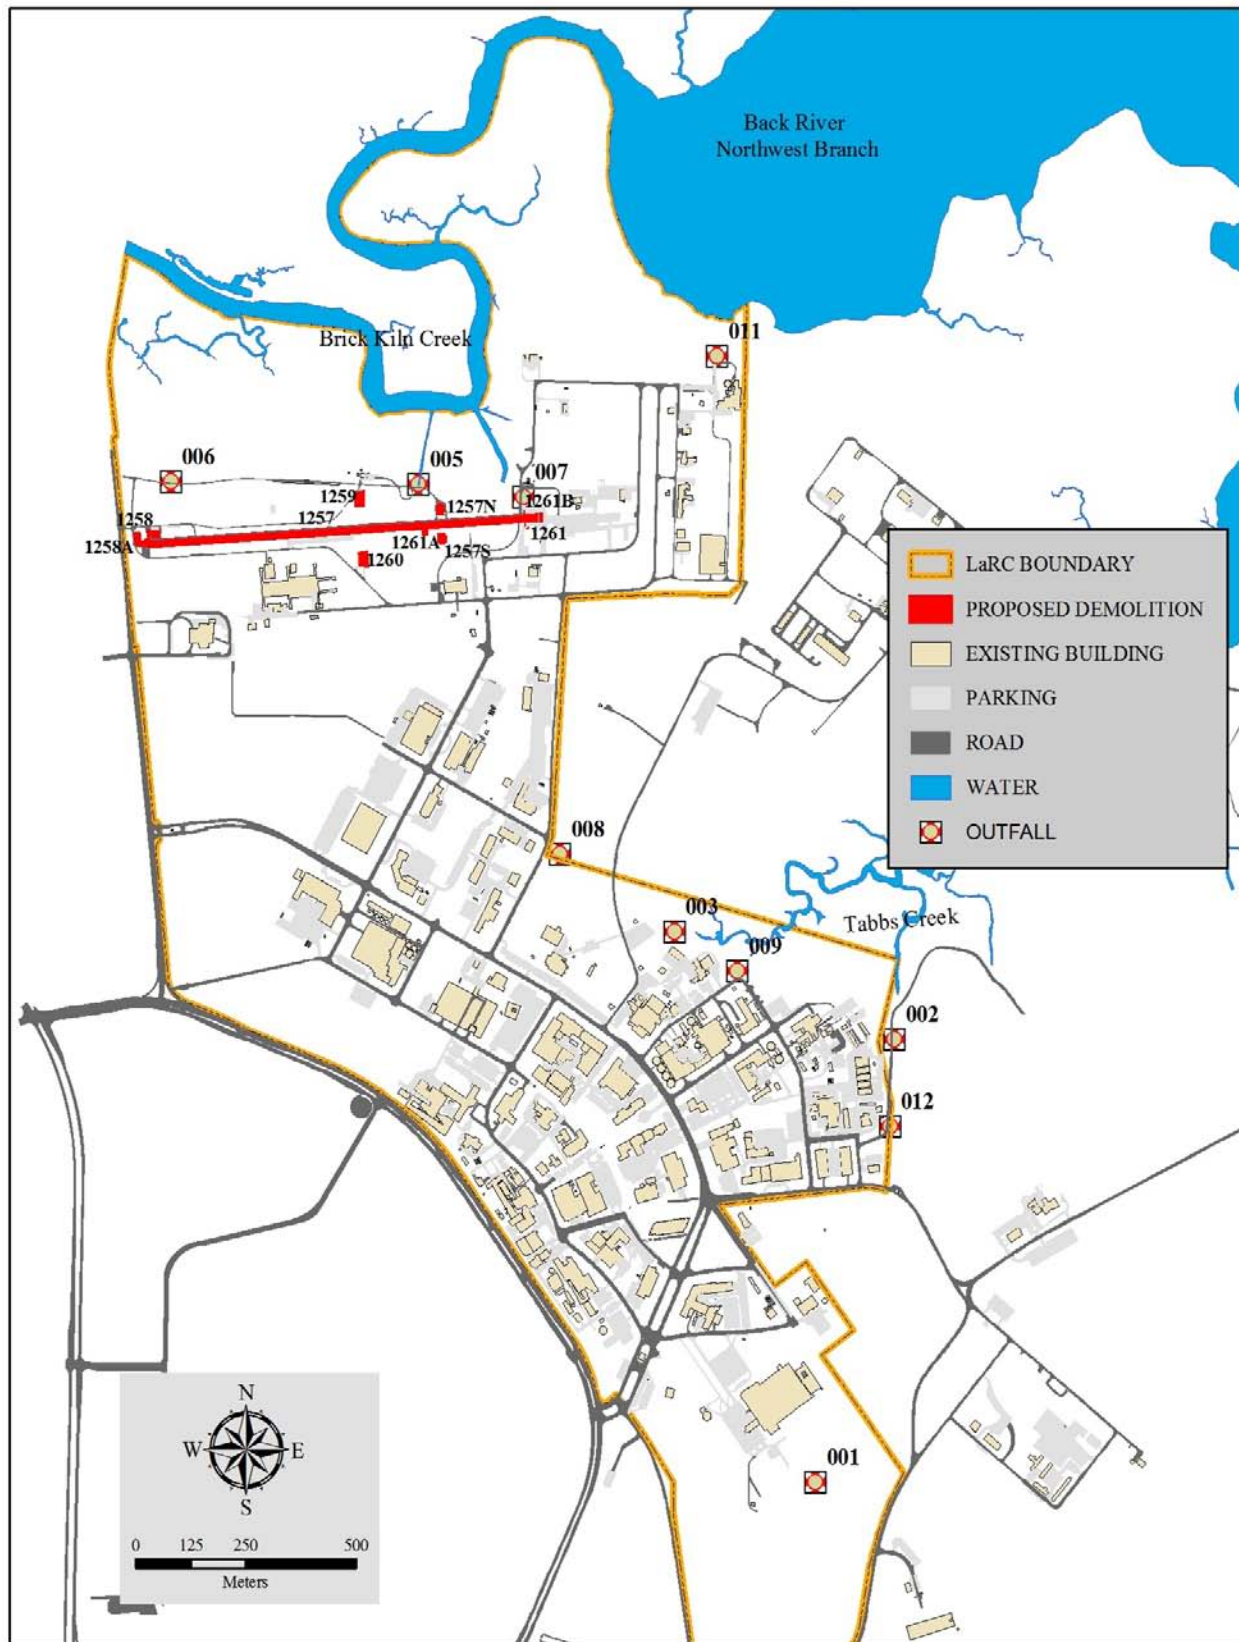 Back River
Northwest Branch
011
Brick Kiln Creek
006
005
007
1259
1257N
1261B
1258
1257
1261
1258A
1261A
1257S
1260
LaRC BOUNDARY
PROPOSED DEMOLITION
EXISTING BUILDING
PARKING
ROAD
WATER
OUTFALL
008
003
Tabbs Creek
009
002
012
001
N
W E
S
0 125 250 500
Meters